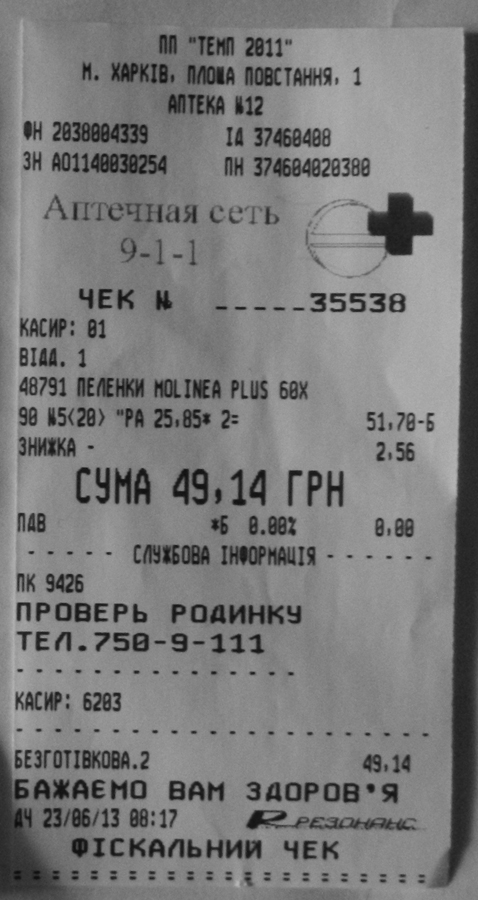 ПП "ТЕМП 2011"
М. ХАРКІВ, ПЛОЩА ПОВСТАННЯ, 1
АПТЕКА №12
ФН 2038004339 ІД 37460408
ЗН АО1140030254 ПН 374604020380
Аптечная сеть
9-1-1
ЧЕК № _____35538
КАСИР: 01
ВІДД. 1
48791 ПЕЛЕНКИ MOLINEA PLUS 60X
90 №5<20> "РА 25,85* 2= 51,70-Б
ЗНИЖКА - 2,56
СУМА 49,14 ГРН
ПДВ *Б 0.00% 0,00
- - - - - СЛУЖБОВА ІНФОРМАЦІЯ - - - - - -
ПК 9426
ПРОВЕРЬ РОДИНКУ
ТЕЛ.750-9-111
КАСИР: 6203
БЕЗГОТІВКОВА.2 49,14
БАЖАЄМО ВАМ ЗДОРОВ'Я
ДЧ 23/06/13 08:17 РЕЗОНАНС
ФІСКАЛЬНИЙ ЧЕК